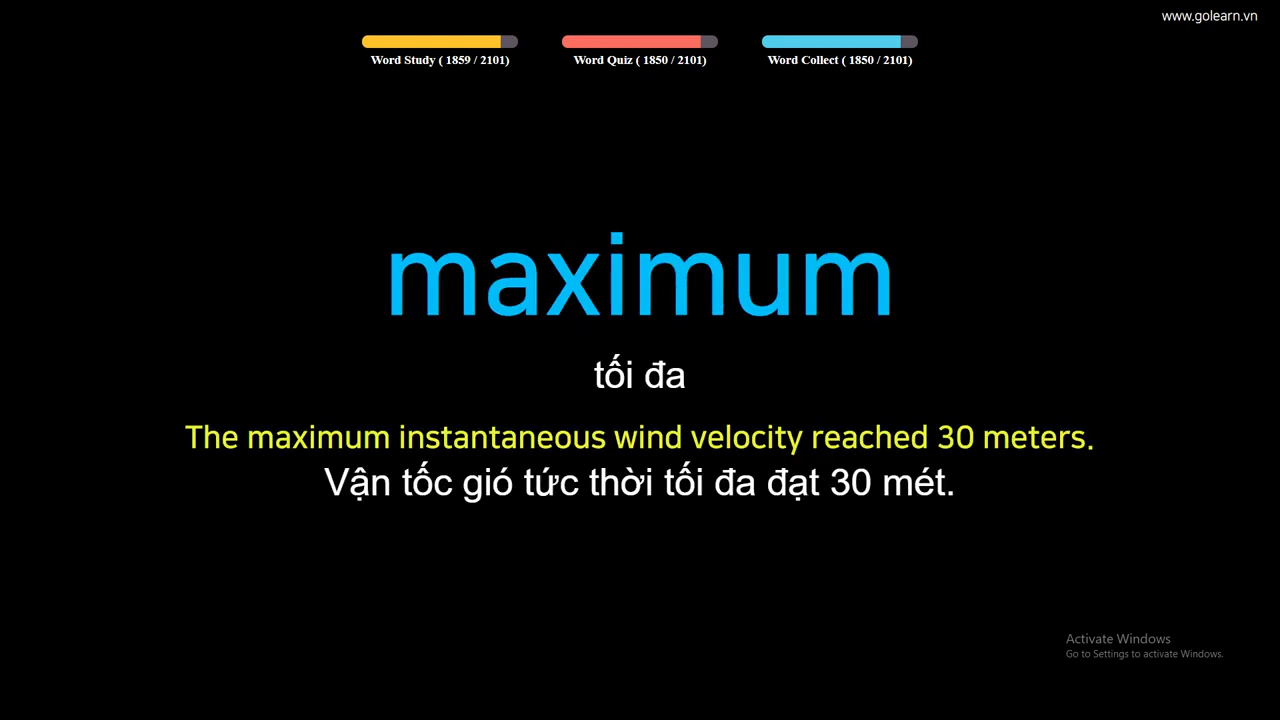 www.golearn.vn
Word Study ( 1859 / 2101) Word Quiz ( 1850 / 2101) Word Collect ( 1850 / 2101)
maximum
tối đa
The maximum instantaneous wind velocity reached 30 meters.
Vận tốc gió tức thời tối đa đạt 30 mét.
Activate Windows
Go to Settings to activate Windows.